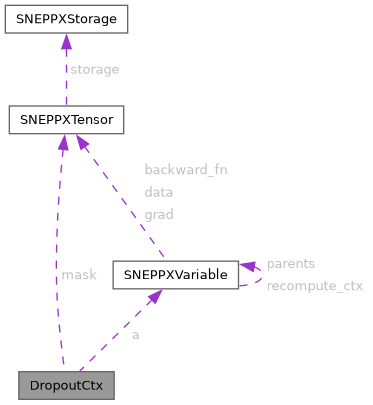 SNEPPXStorage
storage
SNEPPXTensor
backward_fn
data
grad
mask
SNEPPXVariable
parents
recompute_ctx
a
DropoutCtx